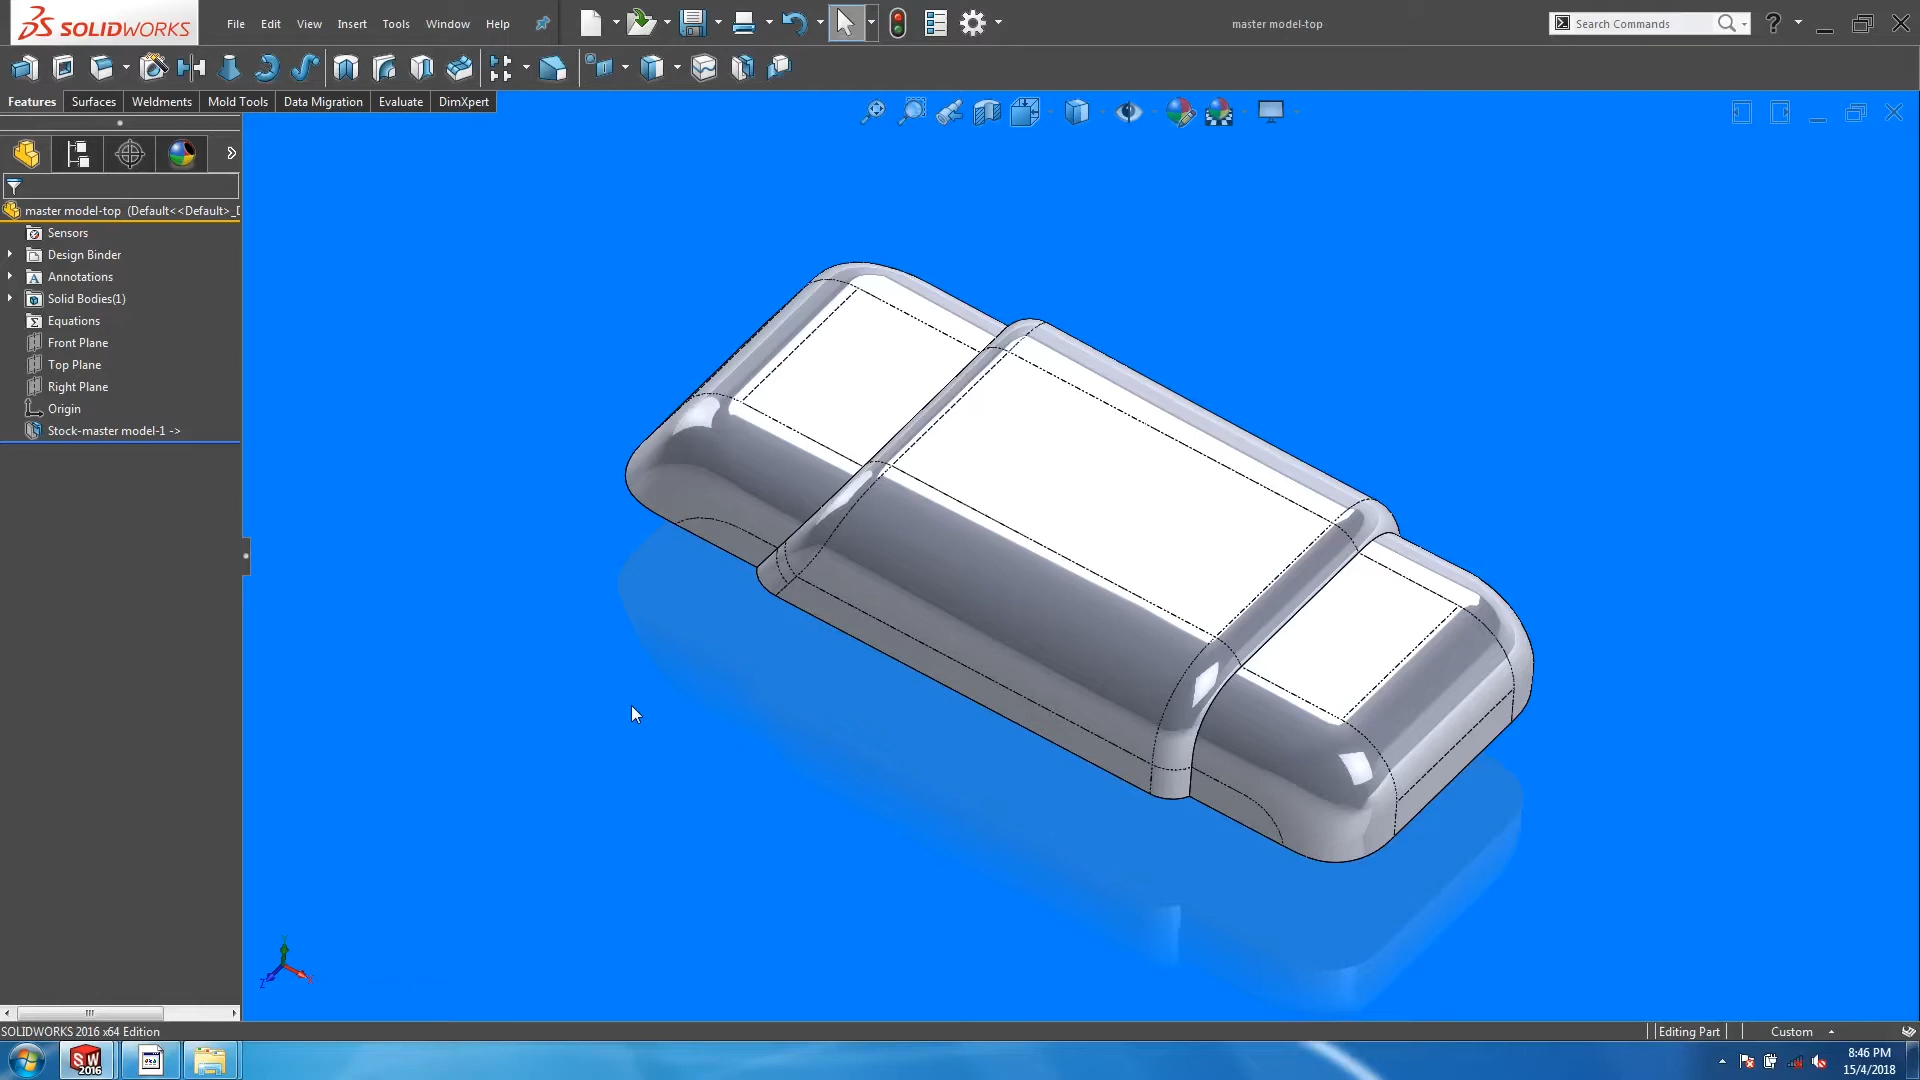 SOLIDWORKS File Edit View Insert Tools Window Help master model-top Search Commands
Features Surfaces Weldments Mold Tools Data Migration Evaluate DimXpert
master model-top (Default<<Default>_D
Sensors
Design Binder
Annotations
Solid Bodies(1)
Equations
Front Plane
Top Plane
Right Plane
Origin
Stock-master model-1 ->
Y
Z X
SOLIDWORKS 2016 x64 Edition Editing Part Custom
SW 2016 8:46 PM
15/4/2018